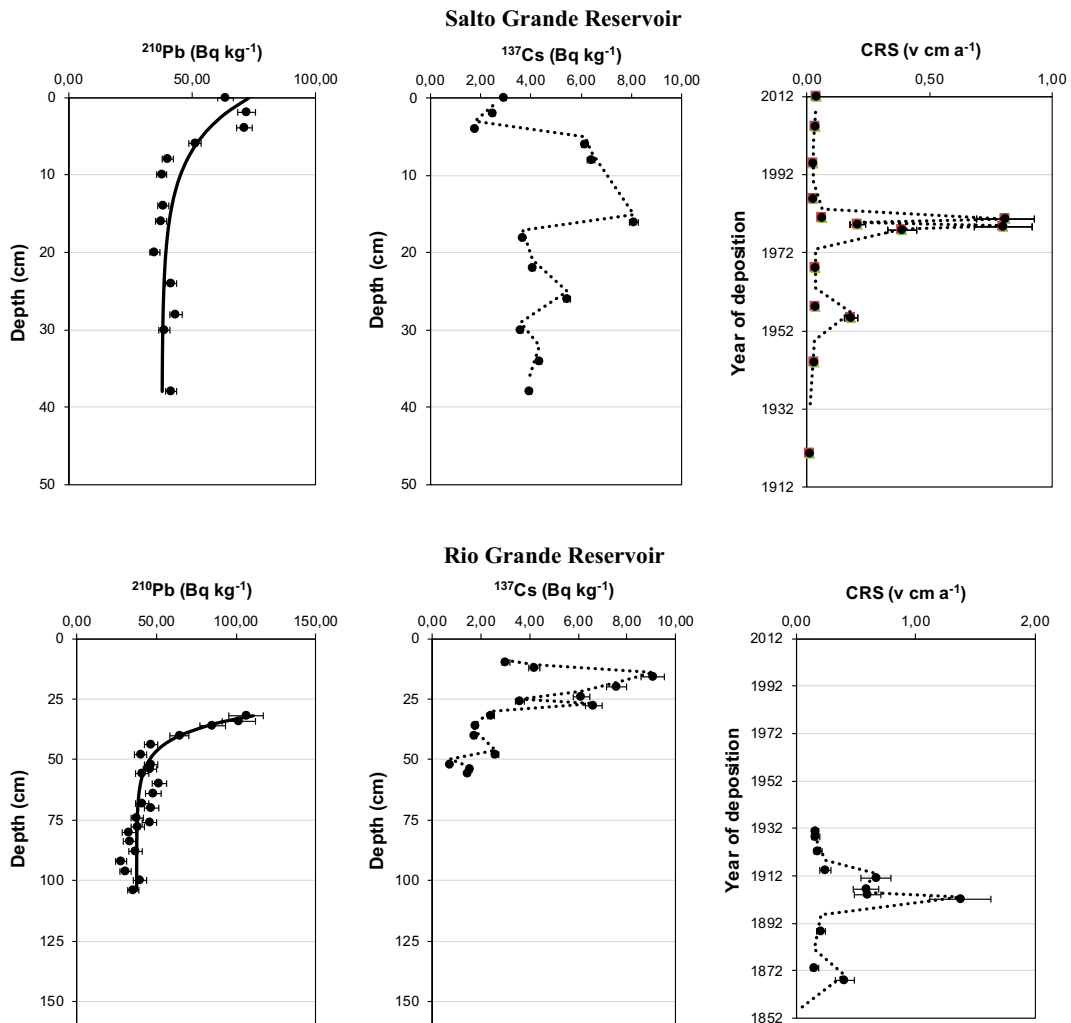 Salto Grande Reservoir
²¹⁰Pb (Bq kg⁻¹)
0,00 50,00 100,00
Depth (cm)
0
10
20
30
40
50
¹³⁷Cs (Bq kg⁻¹)
0,00 2,00 4,00 6,00 8,00 10,00
Depth (cm)
0
10
20
30
40
50
CRS (v cm a⁻¹)
0,00 0,50 1,00
Year of deposition
2012
1992
1972
1952
1932
1912
Rio Grande Reservoir
²¹⁰Pb (Bq kg⁻¹)
0,00 50,00 100,00 150,00
Depth (cm)
0
25
50
75
100
125
150
¹³⁷Cs (Bq kg⁻¹)
0,00 2,00 4,00 6,00 8,00 10,00
Depth (cm)
0
25
50
75
100
125
150
CRS (v cm a⁻¹)
0,00 1,00 2,00
Year of deposition
2012
1992
1972
1952
1932
1912
1892
1872
1852